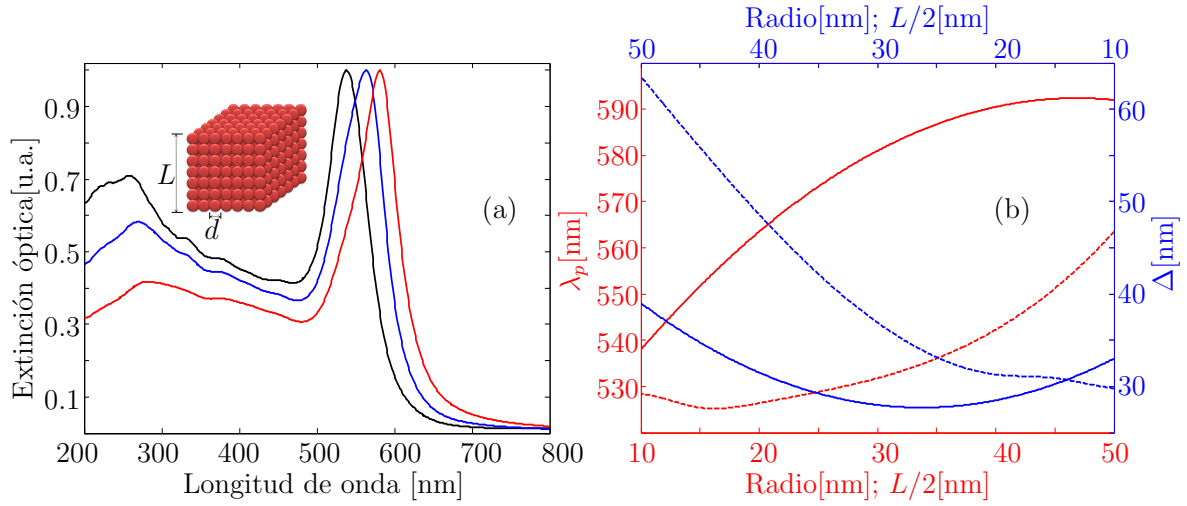 Radio[nm]; L/2[nm]
50 40 30 20 10
Extinción óptica[u.a.]
0.9
0.7
0.5
0.3
0.1
L
d
(a)
200 300 400 500 600 700 800
Longitud de onda [nm]
λp[nm]
590
580
570
560
550
540
530
(b)
60
50
40
30
Δ[nm]
10 20 30 40 50
Radio[nm]; L/2[nm]